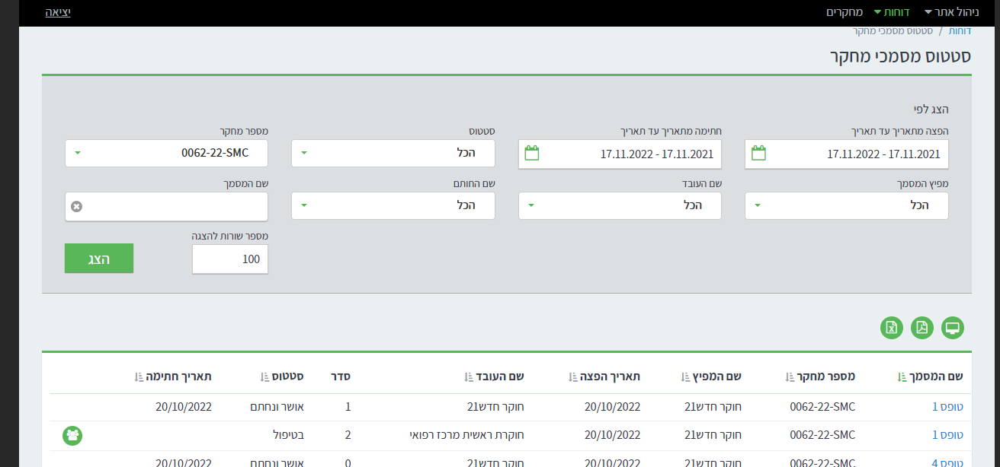 ניהול אתר דוחות מחקרים יציאה
דוחות / סטטוס מסמכי מחקר
סטטוס מסמכי מחקר
הצג לפי
הפצה מתאריך עד תאריך חתימה מתאריך עד תאריך סטטוס מספר מחקר
17.11.2021 - 17.11.2022 17.11.2021 - 17.11.2022 הכל 0062-22-SMC
מפיץ המסמך שם העובד שם החותם שם המסמך
הכל הכל הכל
מספר שורות להצגה
100 הצג
שם המסמך מספר מחקר שם המפיץ תאריך הפצה שם העובד סדר סטטוס תאריך חתימה
טופס 1 0062-22-SMC חוקר חדש21 20/10/2022 חוקר חדש21 1 אושר ונחתם 20/10/2022
טופס 1 0062-22-SMC חוקר חדש21 20/10/2022 חוקרת ראשית מרכז רפואי 2 בטיפול
טופס 4 0062-22-SMC חוקר חדש21 20/10/2022 חוקר חדש21 0 אושר ונחתם 20/10/2022